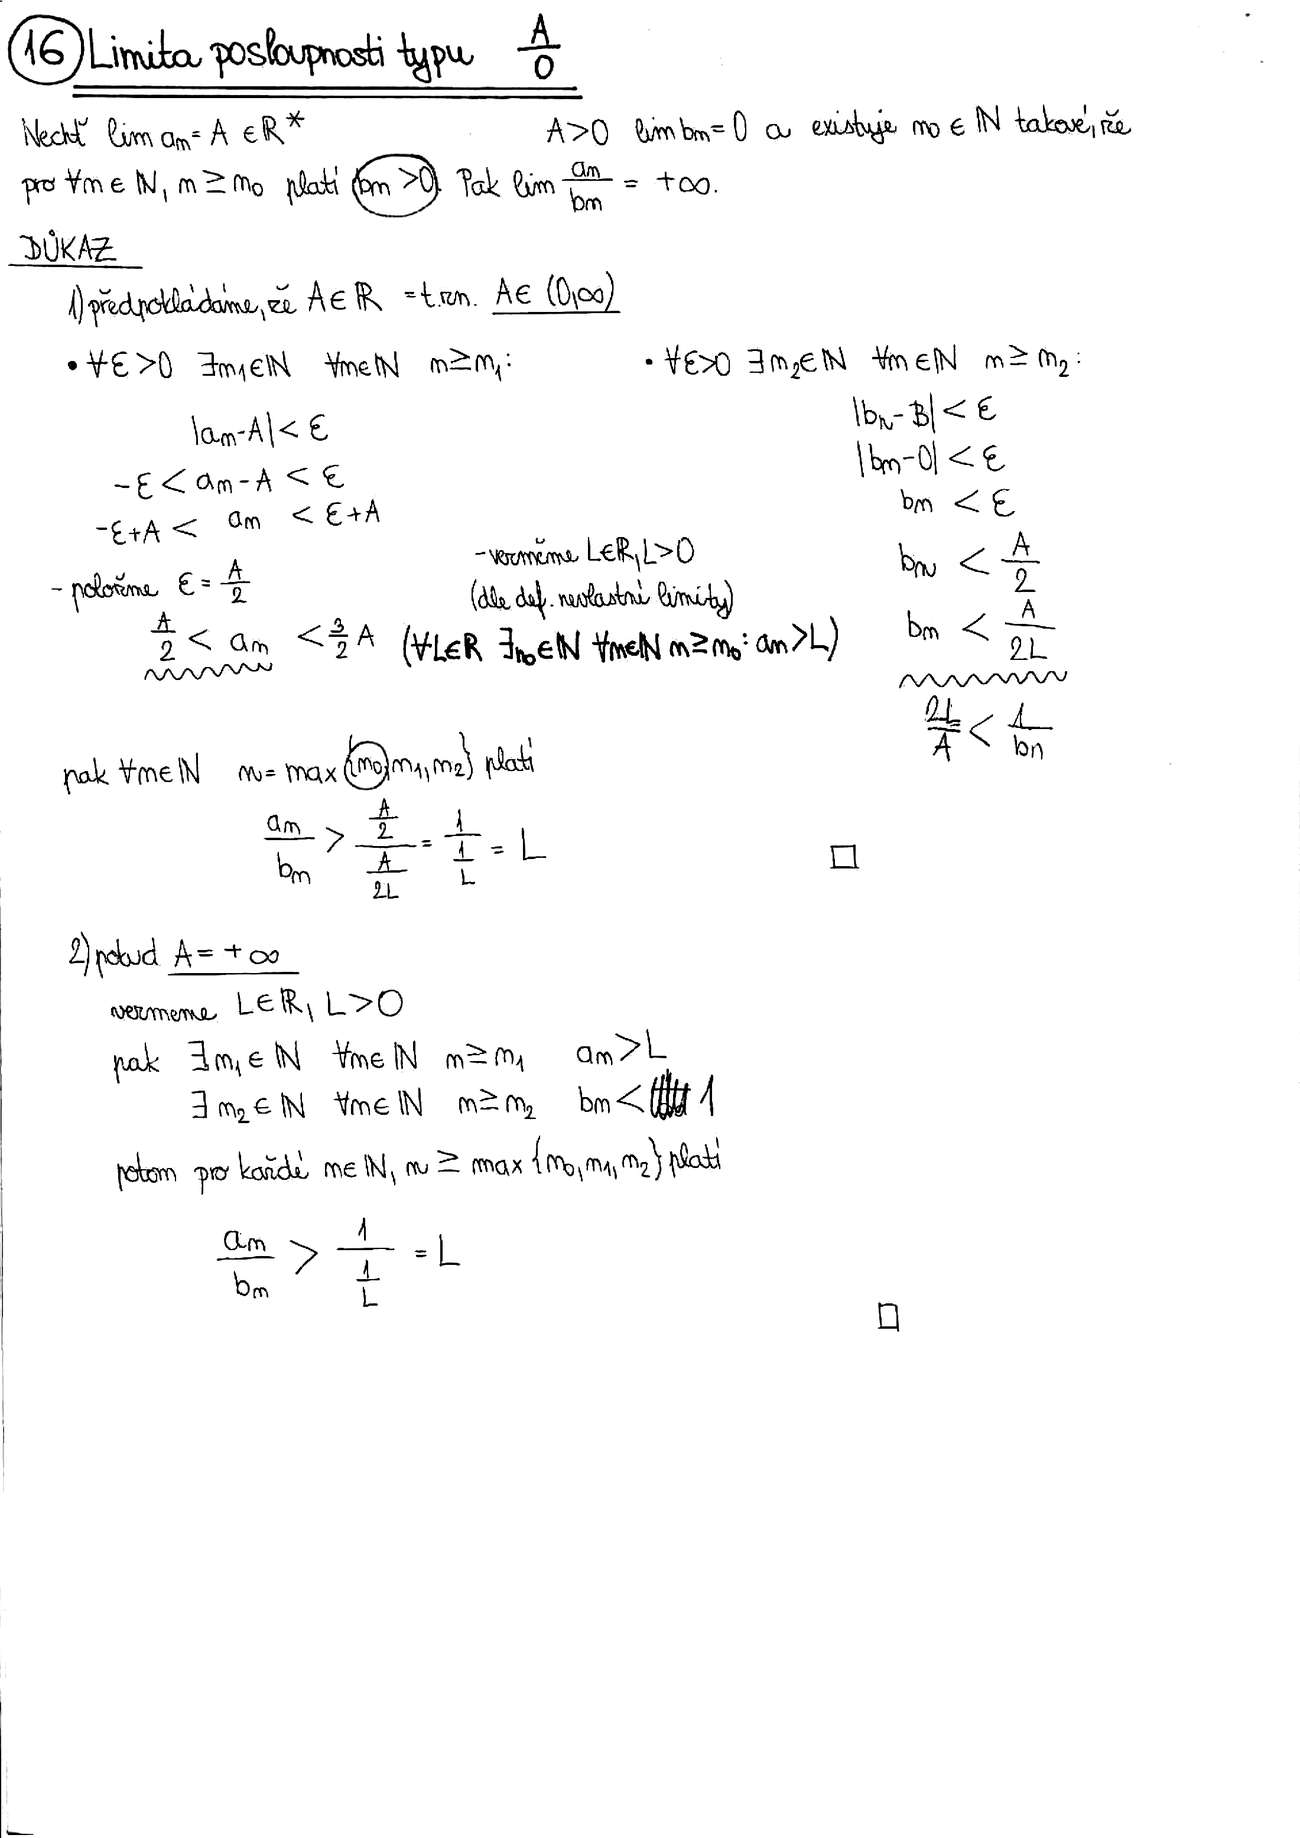 16 Limita posloupnosti typu A/0
Nechť lim an = A ∈ R* A>0 lim bn = 0 a existuje n0 ∈ N takové, že
pro ∀n ∈ N, n ≥ n0 platí bn > 0. Pak lim an/bn = +∞.
DŮKAZ
1) předpokládáme, že A ∈ R = t.zn. A ∈ (0,∞)
• ∀ε>0 ∃n1∈N ∀n∈N n≥n1: • ∀ε>0 ∃n2∈N ∀n∈N n≥n2:
|an-A| < ε
-ε < an-A < ε
-ε+A < an < ε+A
- položme ε = A/2
A/2 < an < 3/2 A
- vezměme L∈R, L>0
(dle def. nevlastní limity)
(∀L∈R ∃n0∈N ∀n∈N n≥n0: an>L)
|bn-B| < ε
|bn-0| < ε
bn < ε
bn < A/2
bn < A/2L
2L/A < 1/bn
pak ∀n∈N n = max {n0, n1, n2} platí
an/bn > (A/2)/(A/2L) = 1/(1/L) = L □
2) pokud A = +∞
vezmeme L∈R, L>0
pak ∃n1∈N ∀n∈N n≥n1 an>L
∃n2∈N ∀n∈N n≥n2 bn< 1
potom pro každé n∈N, n ≥ max {n0, n1, n2} platí
an/bn > 1/(1/L) = L
□